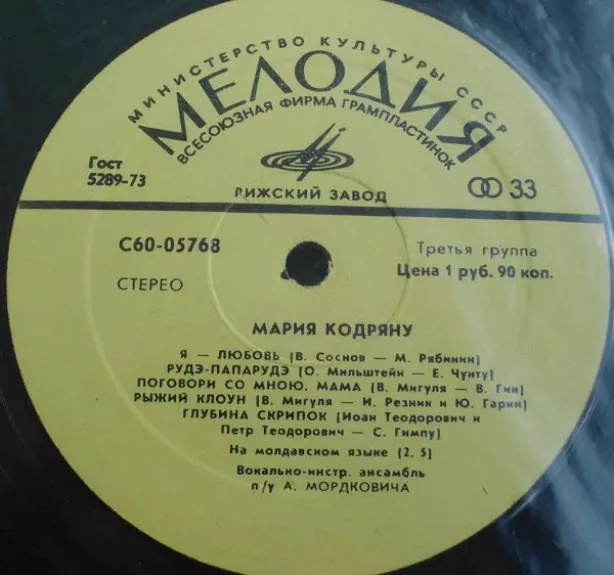 МИНИСТЕРСТВО КУЛЬТУРЫ СССР
МЕЛОДИЯ
ВСЕСОЮЗНАЯ ФИРМА ГРАМПЛАСТИНОК
Гост
5289-73
РИЖСКИЙ ЗАВОД
33
С60-05768
Третья группа
Цена 1 руб. 90 коп.
СТЕРЕО
МАРИЯ КОДРЯНУ
Я — ЛЮБОВЬ (В. Соснов — М. Рябинин)
РУДЭ-ПАПАРУДЭ (О. Мильштейн — Е. Чунту)
ПОГОВОРИ СО МНОЮ, МАМА (В. Мигуля — В. Гин)
РЫЖИЙ КЛОУН (В. Мигуля — И. Резник и Ю. Гарин)
ГЛУБИНА СКРИПОК (Иоан Теодорович и
Петр Теодорович — С. Гимпу)
На молдавском языке (2, 5)
Вокально-инстр. ансамбль
п/у А. МОРДКОВИЧА